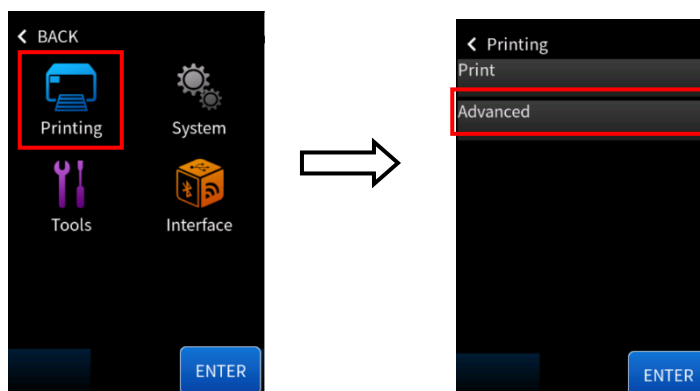 BACK
Printing System
Tools Interface
ENTER
Printing
Print
Advanced
ENTER